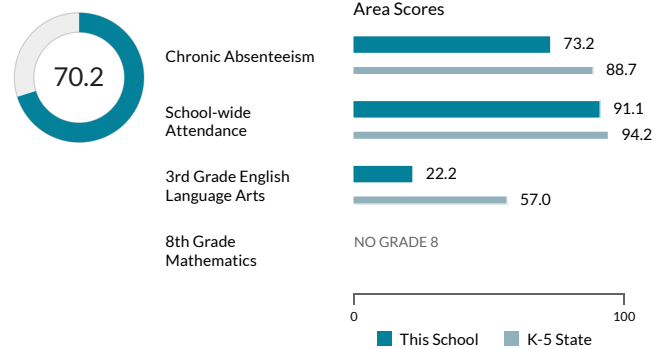 Area Scores
70.2
Chronic Absenteeism
73.2
88.7
School-wide
Attendance
91.1
94.2
3rd Grade English
Language Arts
22.2
57.0
8th Grade
Mathematics
NO GRADE 8
0 100
This School K-5 State